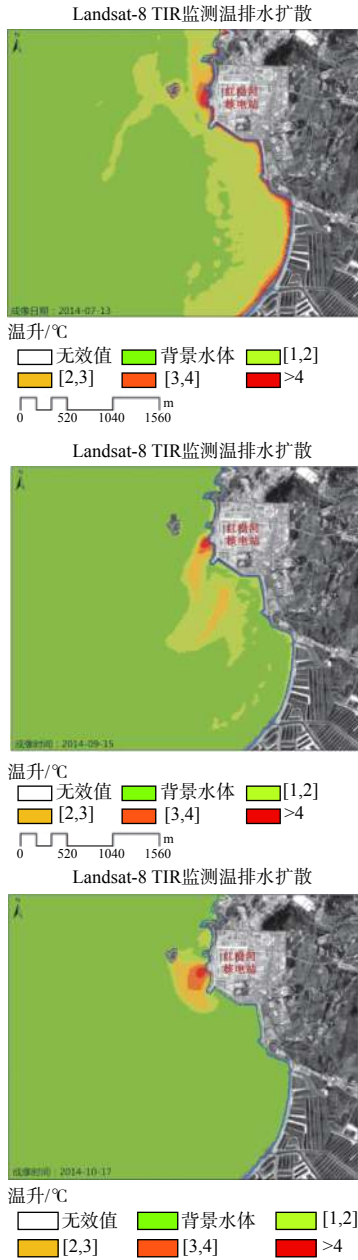 Landsat-8 TIR监测温排水扩散
N
红沿河
核电站
成像日期：2014-07-13
温升/℃
无效值 背景水体 [1,2]
[2,3] [3,4] >4
m
0 520 1040 1560
Landsat-8 TIR监测温排水扩散
N
红沿河
核电站
成像时间：2014-09-15
温升/℃
无效值 背景水体 [1,2]
[2,3] [3,4] >4
m
0 520 1040 1560
Landsat-8 TIR监测温排水扩散
N
红沿河
核电站
成像时间：2014-10-17
温升/℃
无效值 背景水体 [1,2]
[2,3] [3,4] >4